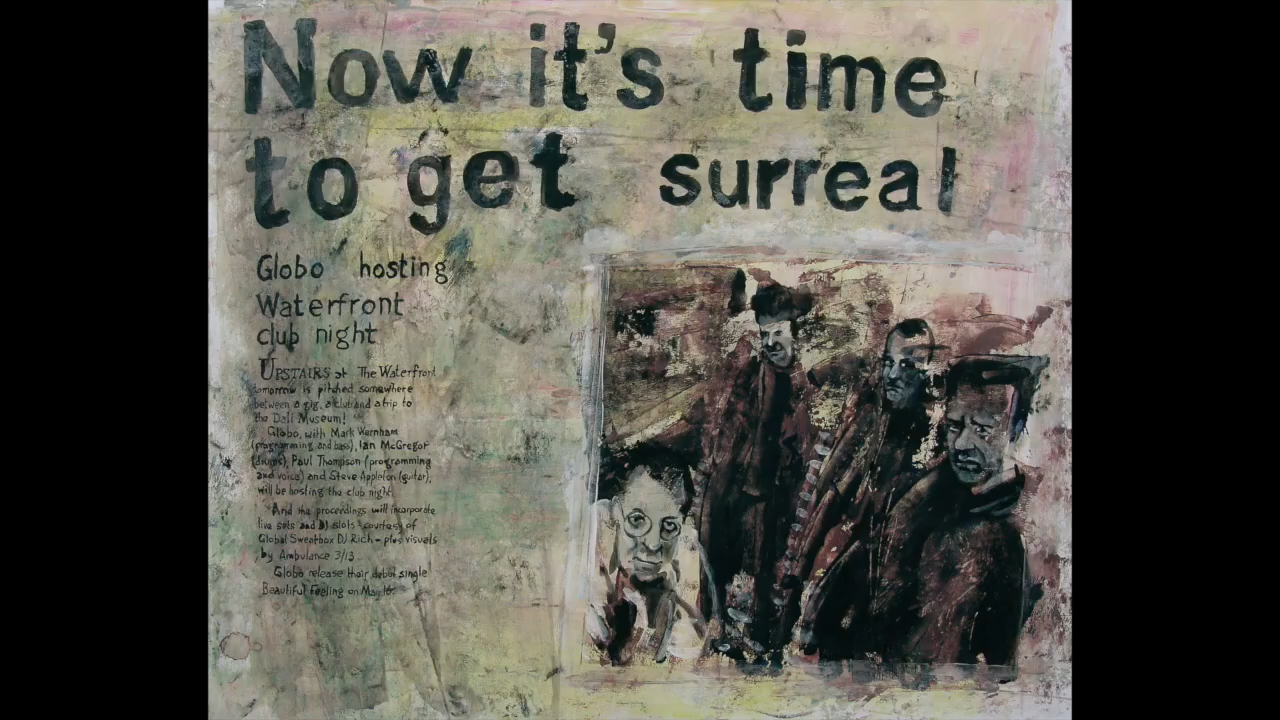 Now it's time
to get surreal
Globo hosting
Waterfront
club night
UPSTAIRS at The Waterfront
tomorrow is pitched somewhere
between a gig, a club and a trip to
the Dali Museum!
Globo, with Mark Warnham
(programming and bass), Ian McGregor
(drums), Paul Thompson (programming
and voice) and Steve Appleton (guitar),
will be hosting the club night.
And the proceedings will incorporate
live sets and DJ slots courtesy of
Global Sweatbox DJ Rich - plus visuals
by Ambulance 3/13
Globo release their debut single
Beautiful Feeling on May 16.